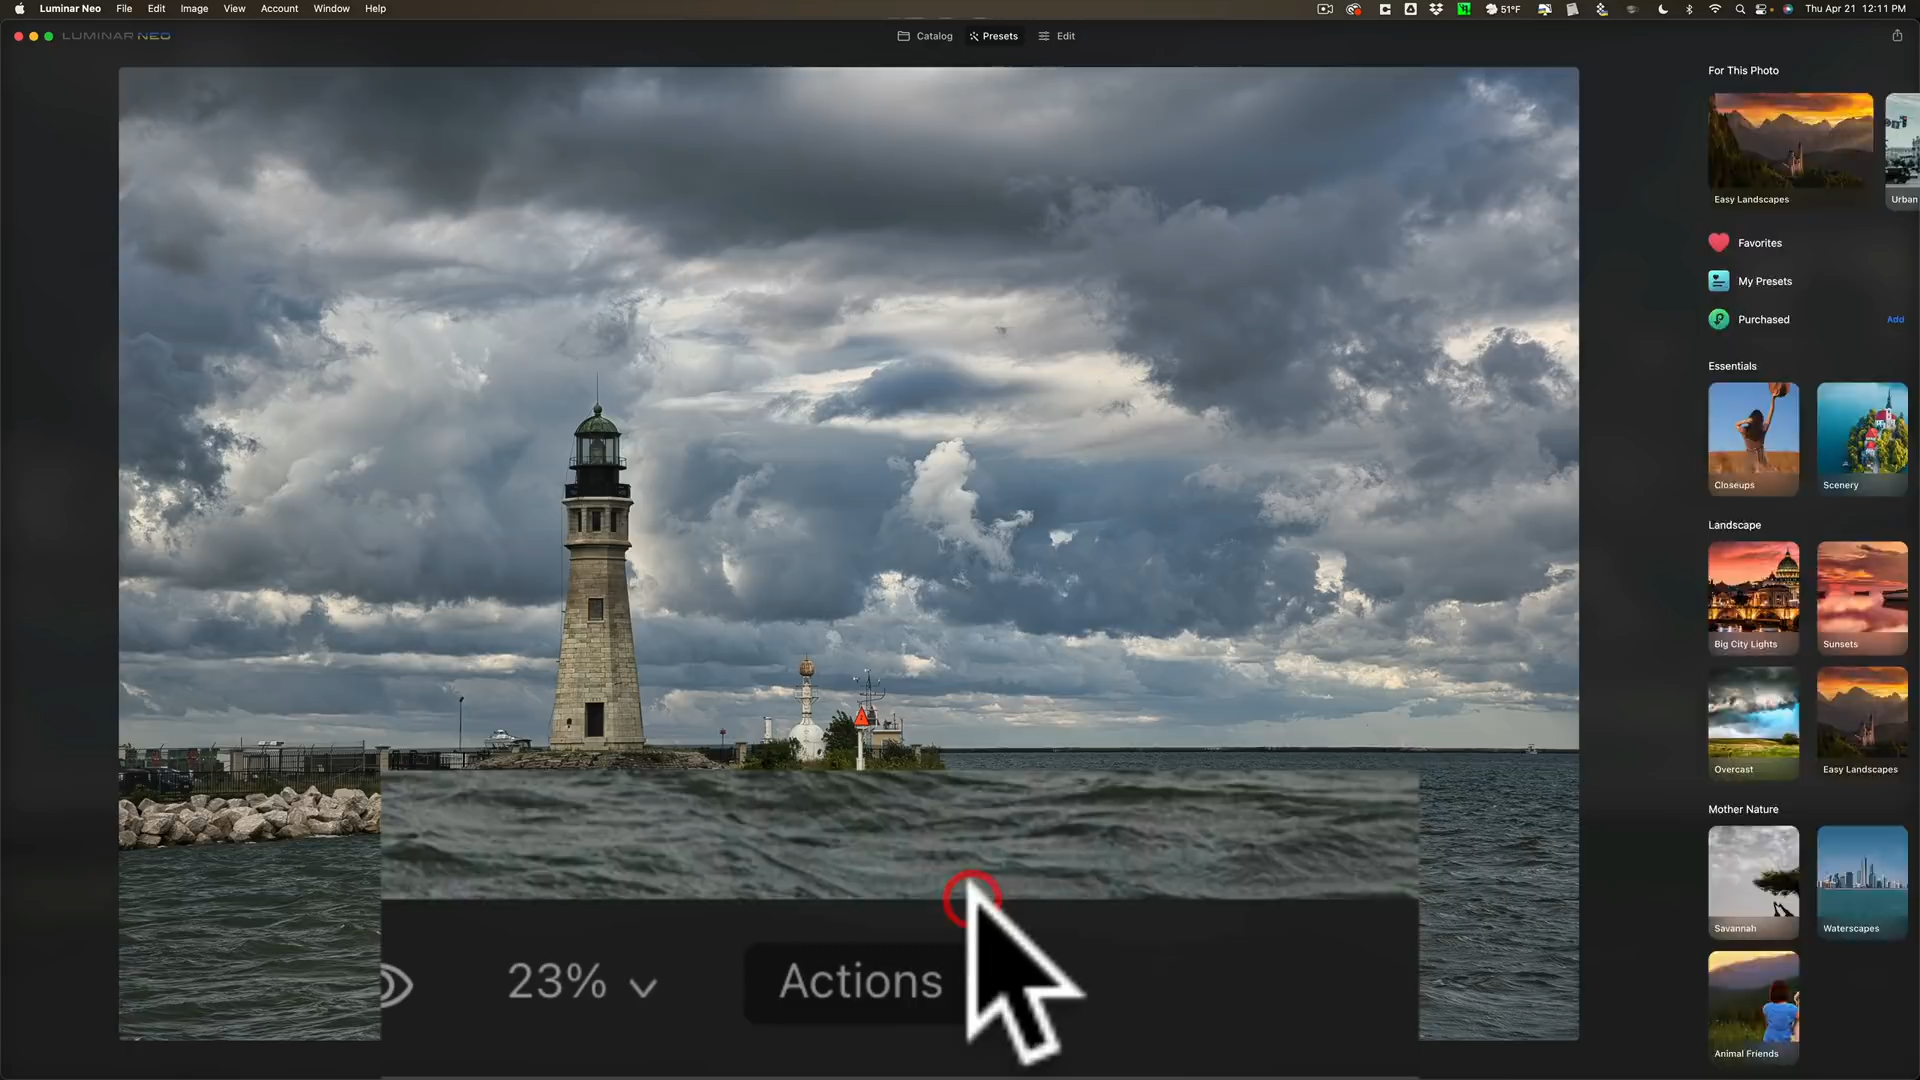 Luminar Neo File Edit Image View Account Window Help 51°F Thu Apr 21 12:11 PM
LUMINAR NEO Catalog Presets Edit
For This Photo
Easy Landscapes Urban
Favorites
My Presets
Purchased Add
Essentials
Closeups Scenery
Landscape
Big City Lights Sunsets
Overcast Easy Landscapes
Mother Nature
Savannah Waterscapes
23% Actions
Animal Friends